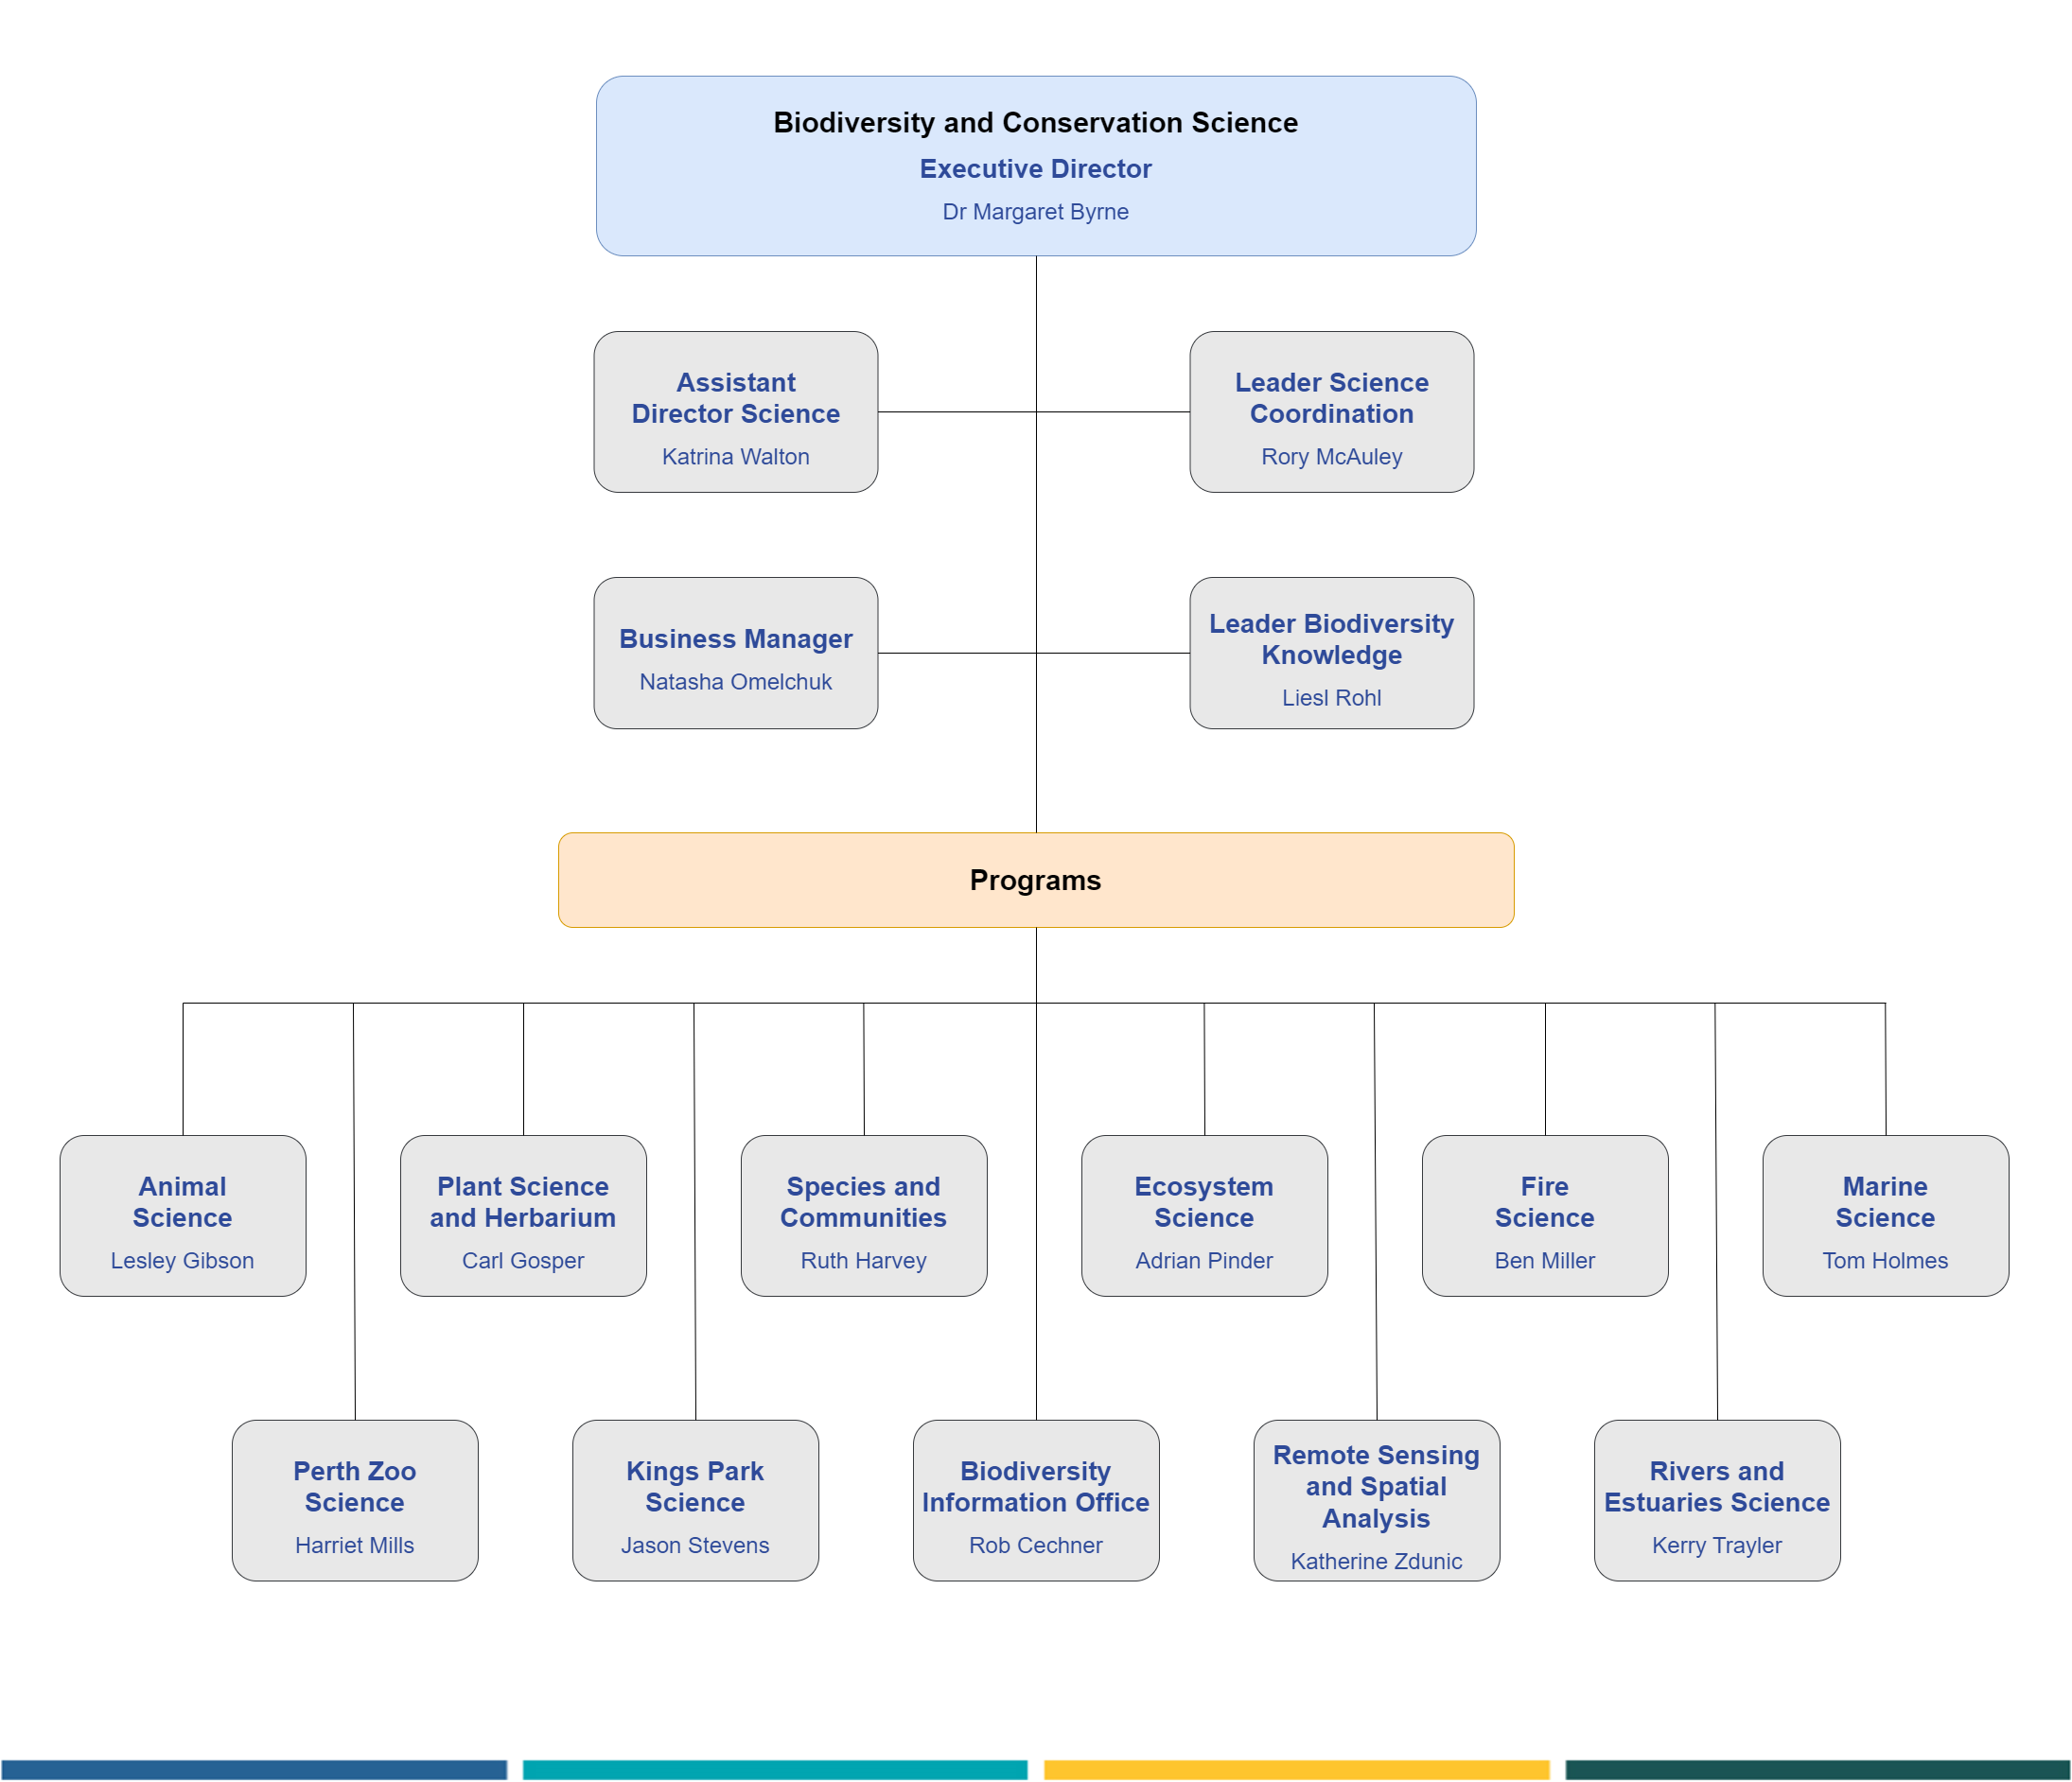 Biodiversity and Conservation Science
Executive Director
Dr Margaret Byrne
Assistant
Director Science
Katrina Walton
Leader Science
Coordination
Rory McAuley
Business Manager
Natasha Omelchuk
Leader Biodiversity
Knowledge
Liesl Rohl
Programs
Animal
Science
Lesley Gibson
Plant Science
and Herbarium
Carl Gosper
Species and
Communities
Ruth Harvey
Ecosystem
Science
Adrian Pinder
Fire
Science
Ben Miller
Marine
Science
Tom Holmes
Perth Zoo
Science
Harriet Mills
Kings Park
Science
Jason Stevens
Biodiversity
Information Office
Rob Cechner
Remote Sensing
and Spatial
Analysis
Katherine Zdunic
Rivers and
Estuaries Science
Kerry Trayler